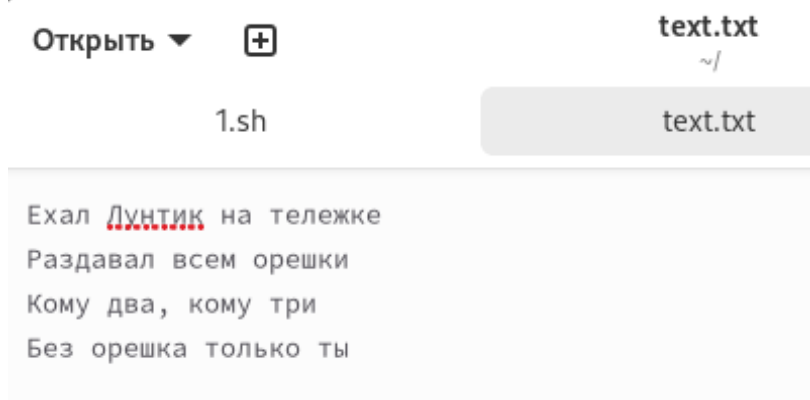 Открыть
text.txt
~/
1.sh
text.txt
Ехал Лунтик на тележке
Раздавал всем орешки
Кому два, кому три
Без орешка только ты